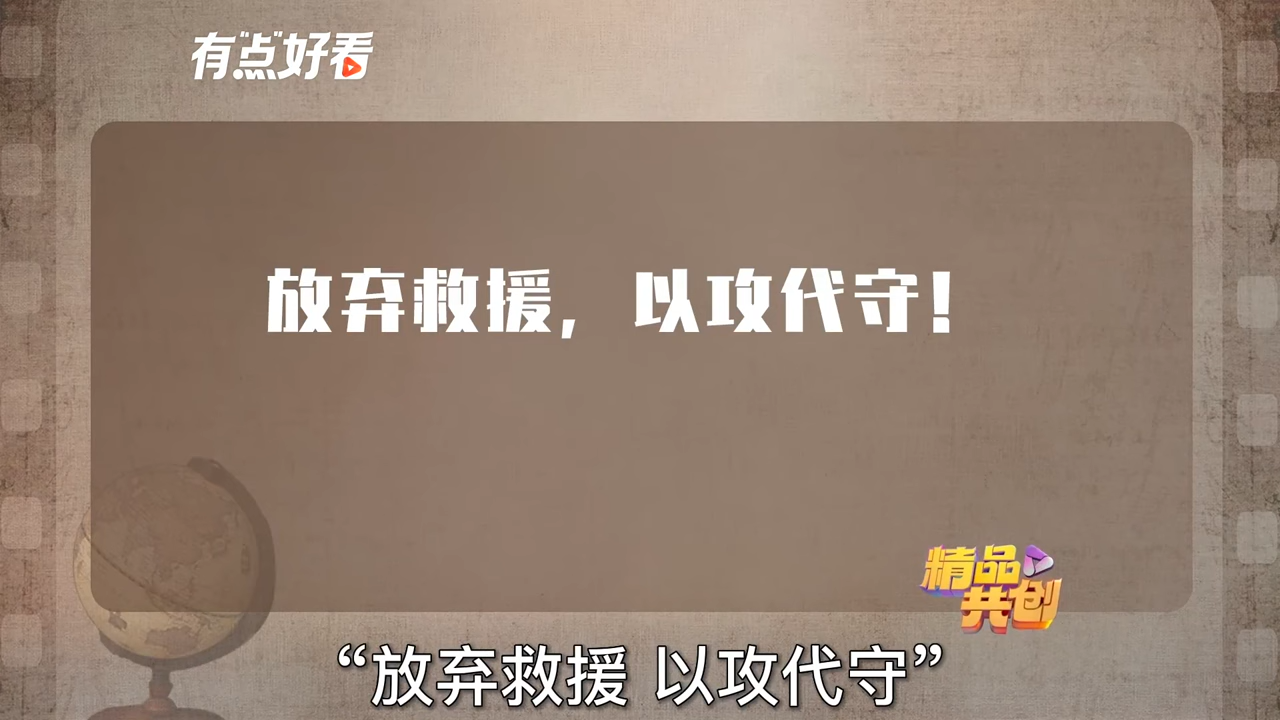 有"点"好看
放弃救援，以攻代守！
精品
共创
“放弃救援 以攻代守”